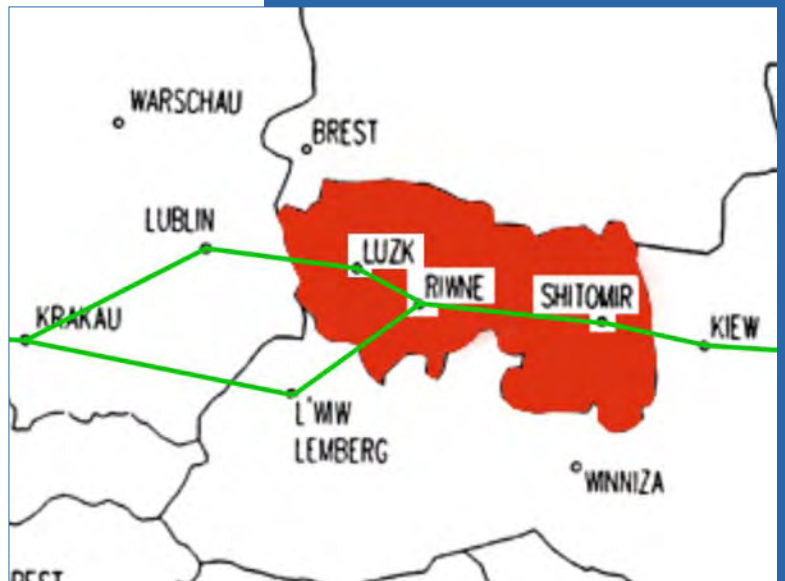 WARSCHAU
BREST
LUBLIN
LUZK
RIWNE
SHITOMIR
KRAKAU
KIEW
L'WIW
LEMBERG
WINNIZA